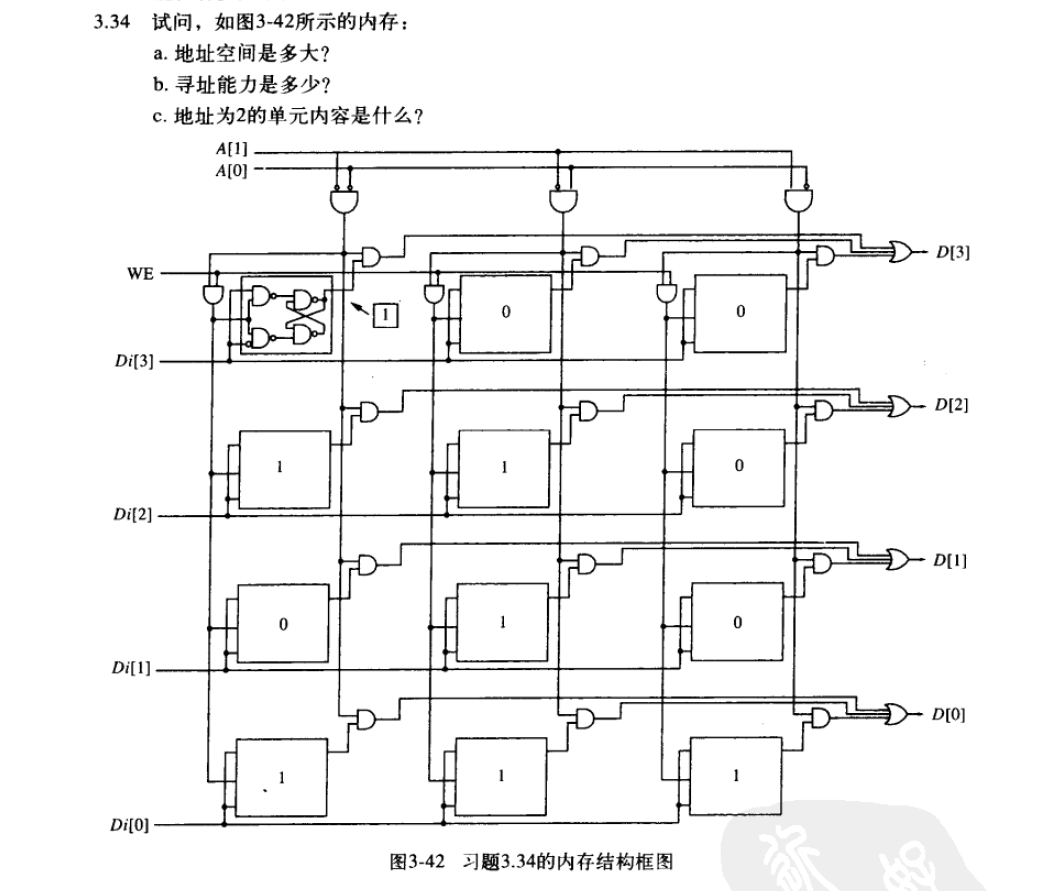 3.34 试问，如图3-42所示的内存：
a. 地址空间是多大？
b. 寻址能力是多少？
c. 地址为2的单元内容是什么？
A[1]
A[0]
D[3]
WE
1
0
0
Di[3]
D[2]
1
1
0
Di[2]
D[1]
0
1
0
Di[1]
D[0]
1
1
1
Di[0]
图3-42 习题3.34的内存结构框图